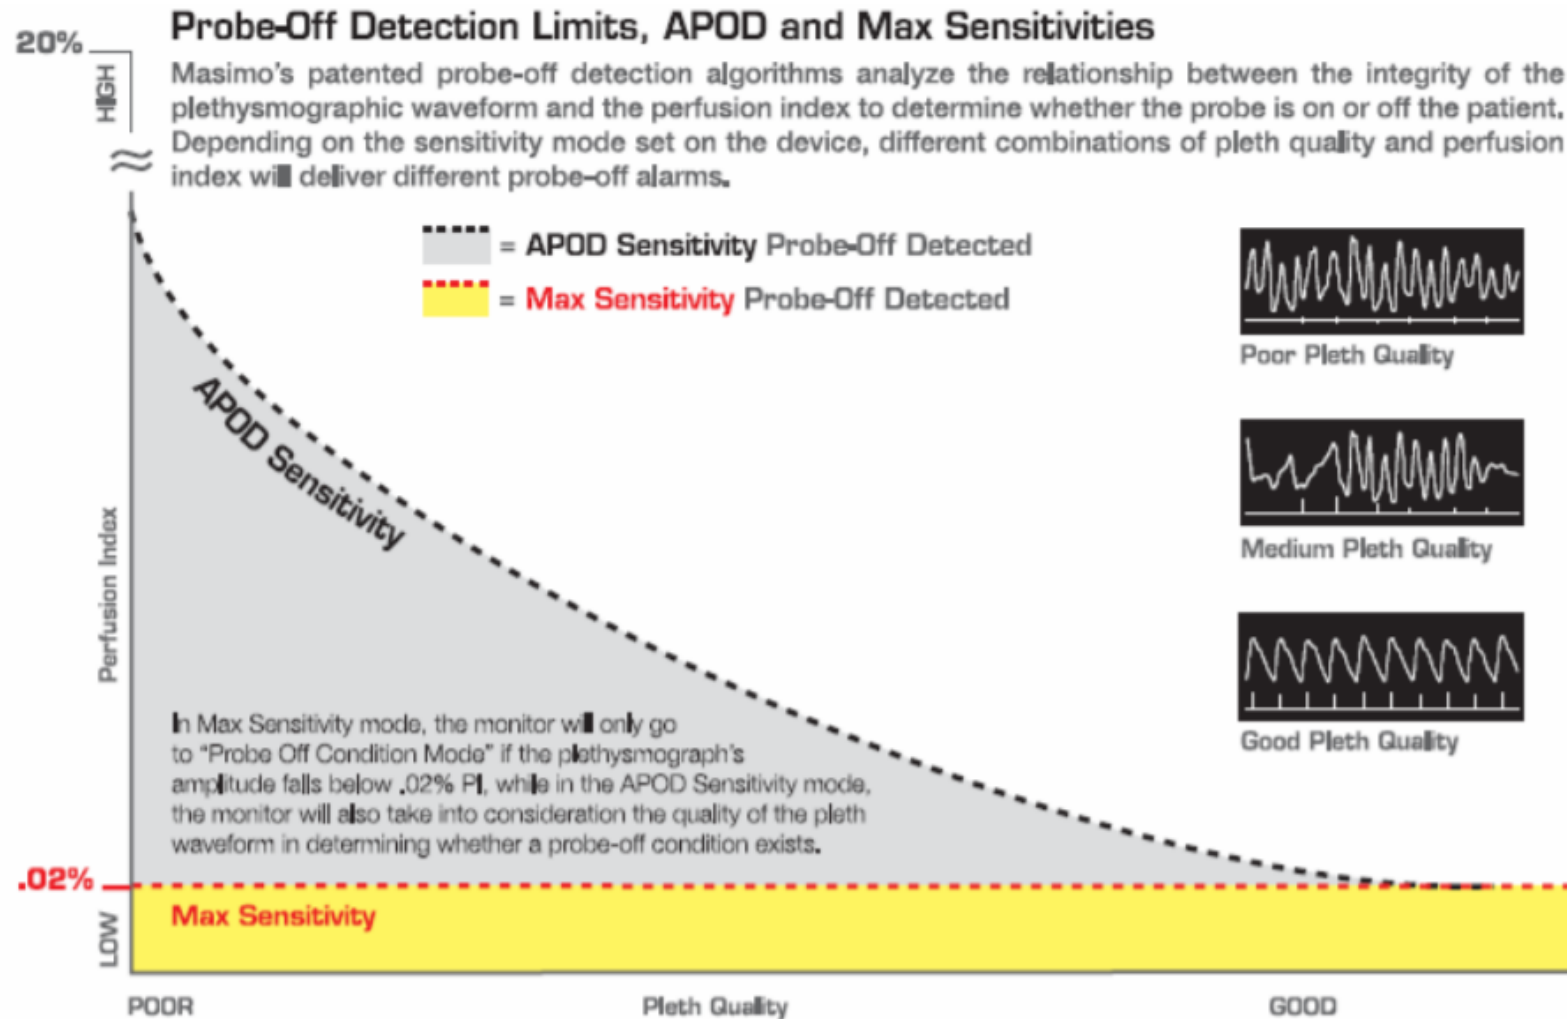 Probe-Off Detection Limits, APOD and Max Sensitivities
20%
HIGH
Masimo's patented probe-off detection algorithms analyze the relationship between the integrity of the
plethysmographic waveform and the perfusion index to determine whether the probe is on or off the patient.
Depending on the sensitivity mode set on the device, different combinations of pleth quality and perfusion
index will deliver different probe-off alarms.
= APOD Sensitivity Probe-Off Detected
= Max Sensitivity Probe-Off Detected
Poor Pleth Quality
APOD Sensitivity
Medium Pleth Quality
Perfusion Index
Good Pleth Quality
In Max Sensitivity mode, the monitor will only go
to "Probe Off Condition Mode" if the plethysmograph's
amplitude falls below .02% PI, while in the APOD Sensitivity mode,
the monitor will also take into consideration the quality of the pleth
waveform in determining whether a probe-off condition exists.
.02%
Max Sensitivity
LOW
POOR
Pleth Quality
GOOD